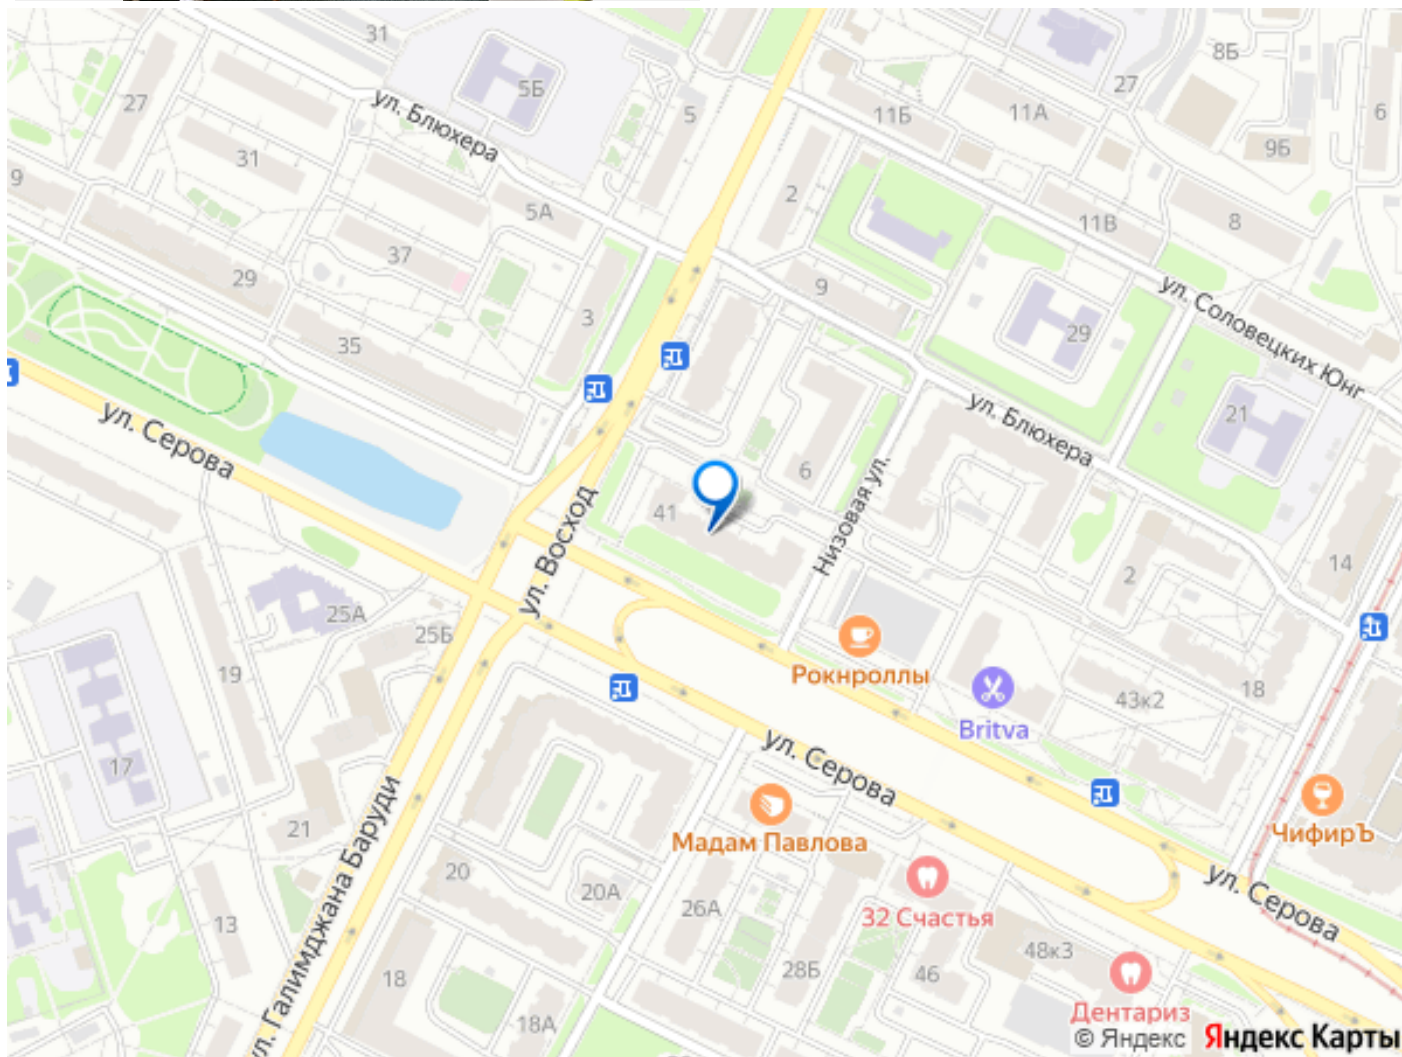 31
5Б
27
8Б
27
5
11Б
11А
6
ул. Блюхера
31
9Б
9
5А
2
11В
8
37
29
9
ул. Соловецких Юнг
3
29
35
ул. Серова
ул. Блюхера
21
6
Низовая ул.
41
ул. Восход
14
2
25А
25Б
19
Рокнроллы
18
43к2
Britva
17
ул. Серова
21
Мадам Павлова
ЧифирЪ
ул. Галимджана Баруди
20
20А
26А
32 Счастья
ул. Серова
13
48к3
18
28Б
46
18А
Дентариз
© Яндекс Яндекс Карты